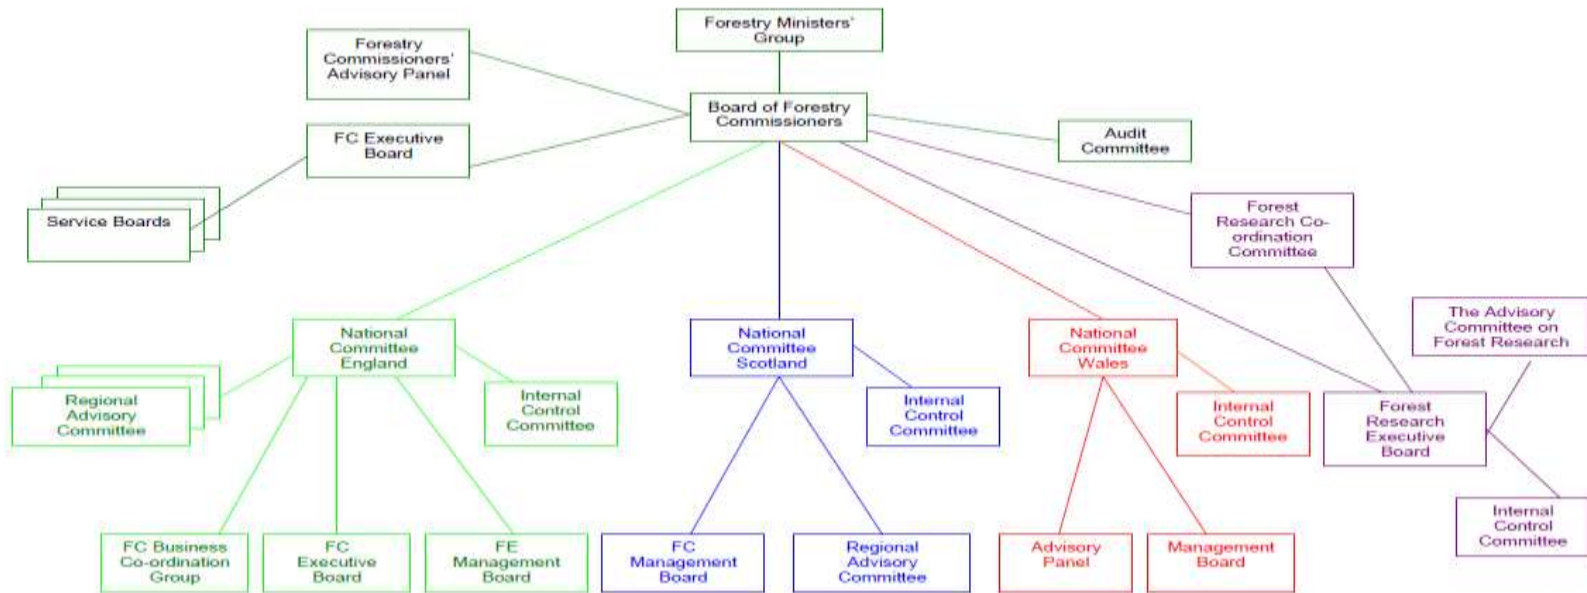 Forestry Ministers'
Group
Forestry
Commissioners'
Advisory Panel
Board of Forestry
Commissioners
FC Executive
Board
Audit
Committee
Service Boards
Forest
Research Co-
ordination
Committee
National
Committee
England
National
Committee
Scotland
National
Committee
Wales
The Advisory
Committee on
Forest Research
Regional
Advisory
Committee
Internal
Control
Committee
Internal
Control
Committee
Internal
Control
Committee
Forest
Research
Executive
Board
Internal
Control
Committee
FC Business
Co-ordination
Group
FC
Executive
Board
FE
Management
Board
FC
Management
Board
Regional
Advisory
Committee
Advisory
Panel
Management
Board